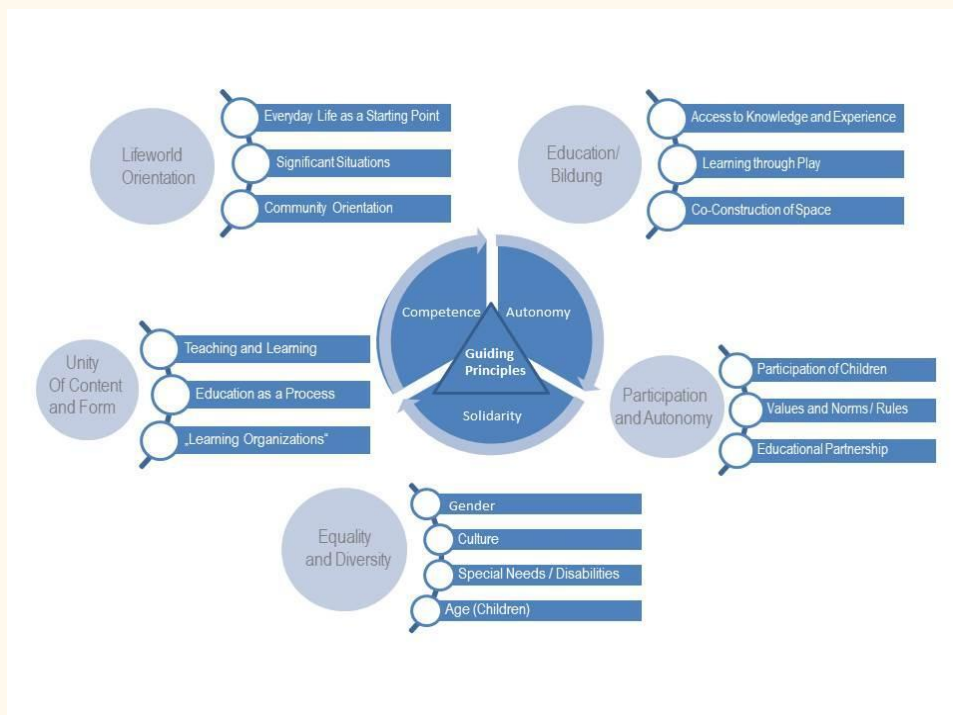 Lifeworld
Orientation
Everyday Life as a Starting Point
Significant Situations
Community Orientation
Education/
Bildung
Access to Knowledge and Experience
Learning through Play
Co-Construction of Space
Competence
Autonomy
Guiding
Principles
Solidarity
Unity
Of Content
and Form
Teaching and Learning
Education as a Process
„Learning Organizations“
Participation
and Autonomy
Participation of Children
Values and Norms / Rules
Educational Partnership
Equality
and Diversity
Gender
Culture
Special Needs / Disabilities
Age (Children)